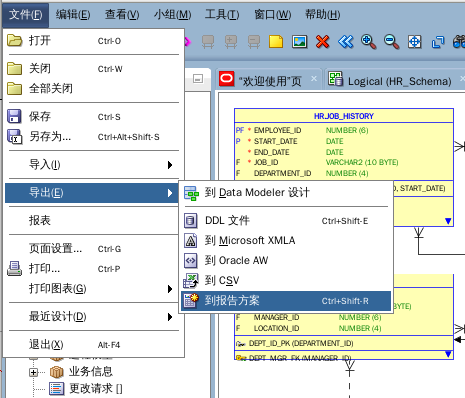 文件(F) 编辑(E) 查看(V) 小组(M) 工具(T) 窗口(W) 帮助(H)
打开 Ctrl-O
关闭 Ctrl-W
全部关闭
保存 Ctrl-S
另存为... Ctrl+Alt+Shift-S
导入(I)
导出(E)
报表
页面设置... Ctrl-G
打印... Ctrl-P
打印图表(G)
最近设计(D)
退出(X) Alt-F4
到 Data Modeler 设计
DDL 文件 Ctrl+Shift-E
到 Microsoft XMLA
到 Oracle AW
到 CSV
到报告方案 Ctrl+Shift-R
"欢迎使用"页
Logical (HR_Schema)
HR.JOB_HISTORY
PF * EMPLOYEE_ID NUMBER (6)
P * START_DATE DATE
* END_DATE DATE
F * JOB_ID VARCHAR2 (10 BYTE)
F DEPARTMENT_ID NUMBER (4)
, START_DATE)
BYTE)
F MANAGER_ID NUMBER (6)
F LOCATION_ID NUMBER (4)
DEPT_ID_PK (DEPARTMENT_ID)
DEPT_MGR_FK (MANAGER_ID)
业务信息
更改请求 []